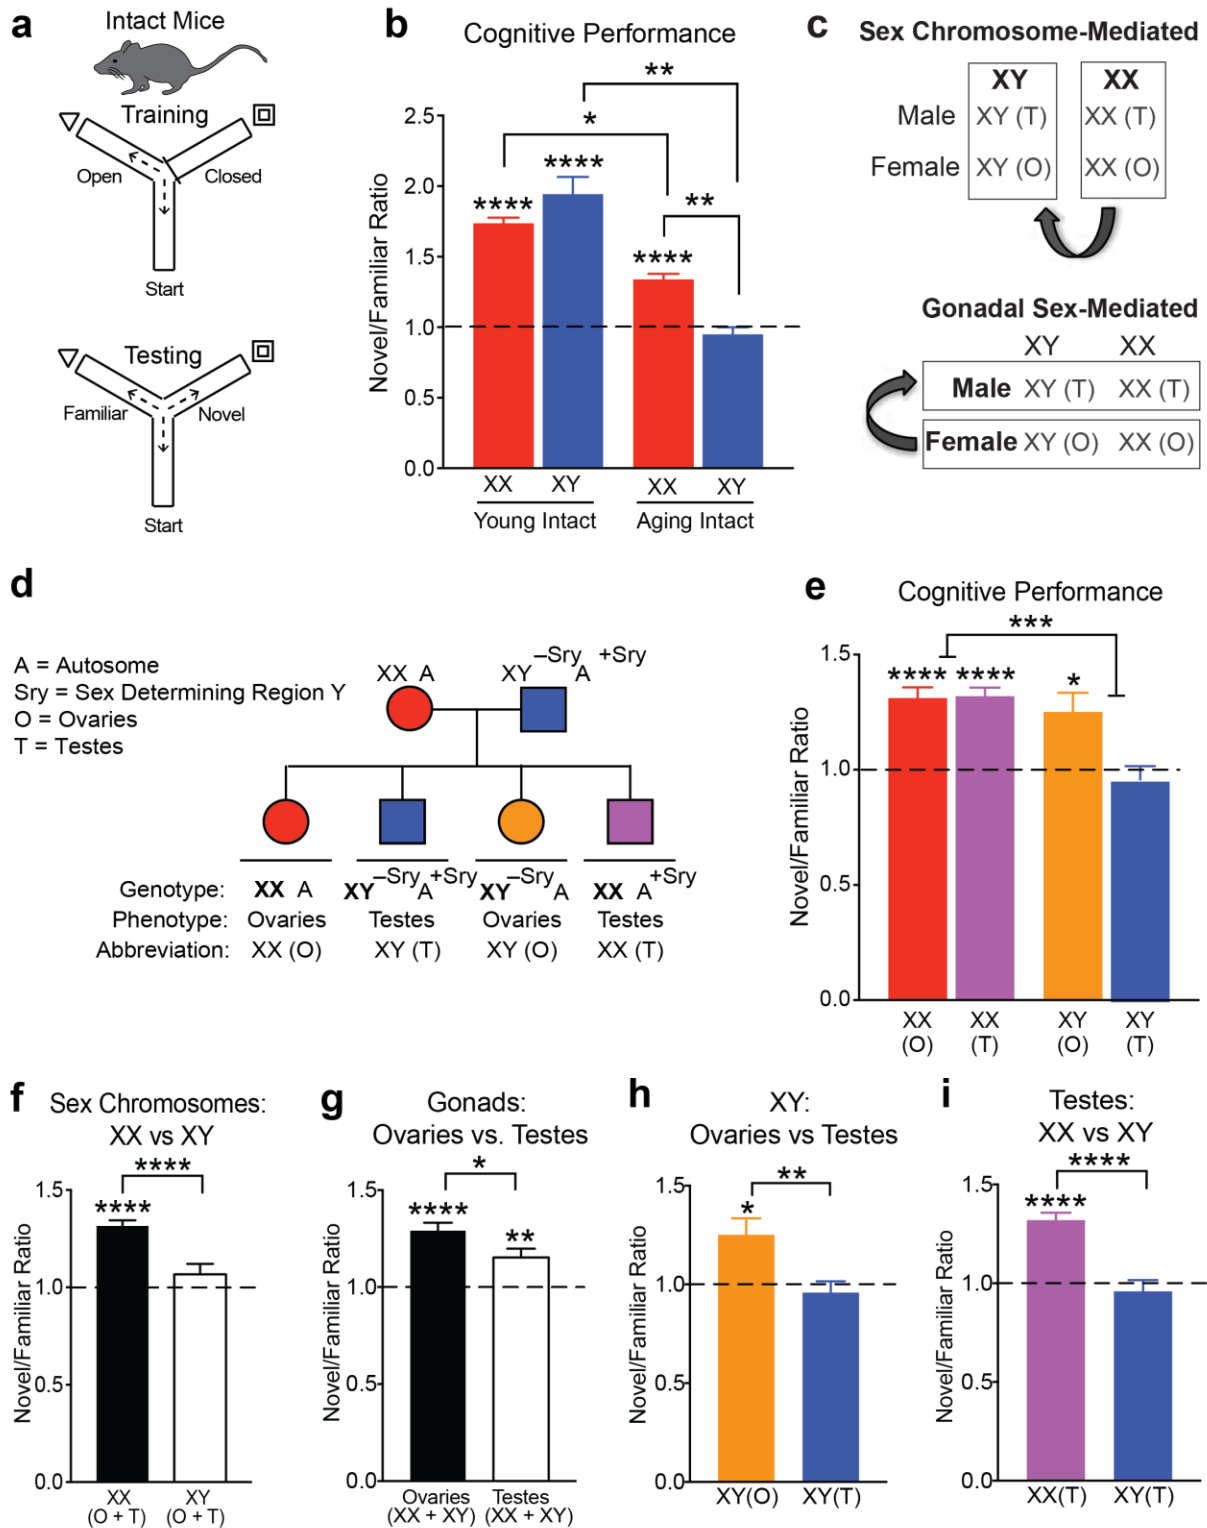 a
Intact Mice
Training
Open
Closed
Start
Testing
Familiar
Novel
Start
b
Cognitive Performance
**
*
****
****
**
****
Novel/Familiar Ratio
2.5
2.0
1.5
1.0
0.5
0.0
XX XY XX XY
Young Intact Aging Intact
c
Sex Chromosome-Mediated
XY XX
Male XY (T) XX (T)
Female XY (O) XX (O)
Gonadal Sex-Mediated
XY XX
Male XY (T) XX (T)
Female XY (O) XX (O)
d
A = Autosome
Sry = Sex Determining Region Y
O = Ovaries
T = Testes
XX A
XY–Sry A+Sry
Genotype: XX A XY–Sry A+Sry XY–Sry A XX A+Sry
Phenotype: Ovaries Testes Ovaries Testes
Abbreviation: XX (O) XY (T) XY (O) XX (T)
e
Cognitive Performance
***
**** **** *
Novel/Familiar Ratio
1.5
1.0
0.5
0.0
XX XX XY XY
(O) (T) (O) (T)
f
Sex Chromosomes:
XX vs XY
****
****
Novel/Familiar Ratio
1.5
1.0
0.5
0.0
XX XY
(O + T) (O + T)
g
Gonads:
Ovaries vs. Testes
*
****
**
Novel/Familiar Ratio
1.5
1.0
0.5
0.0
Ovaries Testes
(XX + XY) (XX + XY)
h
XY:
Ovaries vs Testes
**
*
Novel/Familiar Ratio
1.5
1.0
0.5
0.0
XY(O) XY(T)
i
Testes:
XX vs XY
****
****
Novel/Familiar Ratio
1.5
1.0
0.5
0.0
XX(T) XY(T)